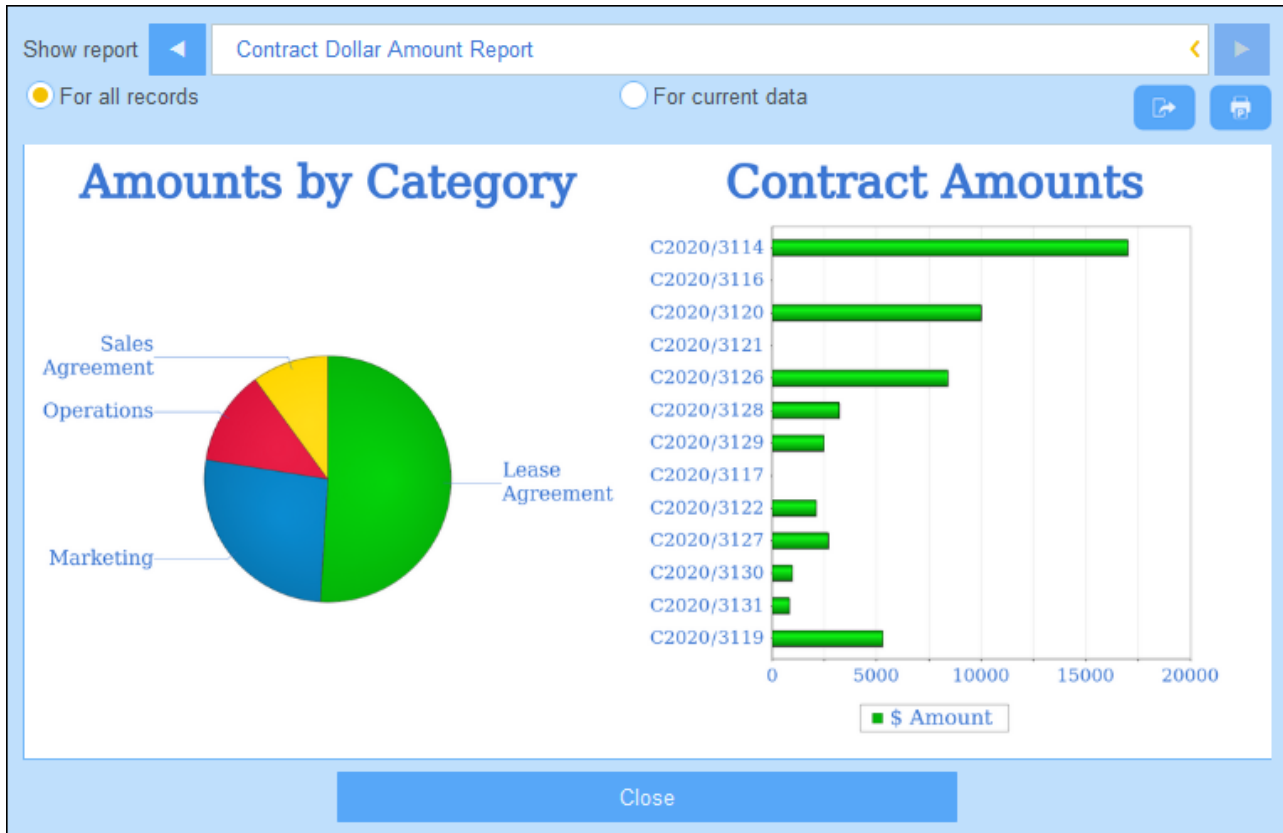 Show report
Contract Dollar Amount Report
For all records
For current data
Amounts by Category
Sales
Agreement
Operations
Marketing
Lease
Agreement
Contract Amounts
C2020/3114
C2020/3116
C2020/3120
C2020/3121
C2020/3126
C2020/3128
C2020/3129
C2020/3117
C2020/3122
C2020/3127
C2020/3130
C2020/3131
C2020/3119
0 5000 10000 15000 20000
$ Amount
Close